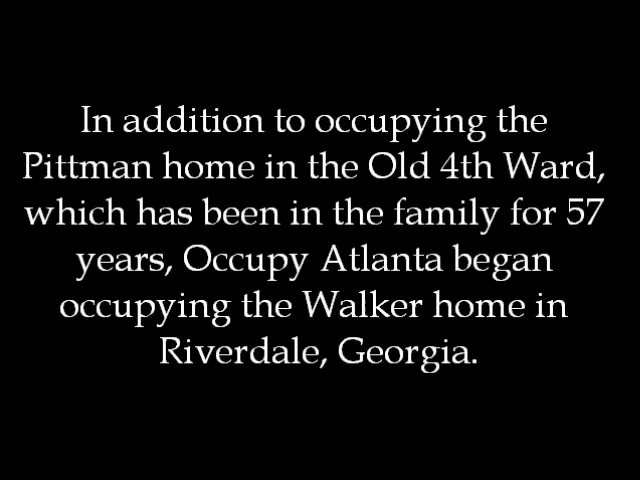 In addition to occupying the
Pittman home in the Old 4th Ward,
which has been in the family for 57
years, Occupy Atlanta began
occupying the Walker home in
Riverdale, Georgia.